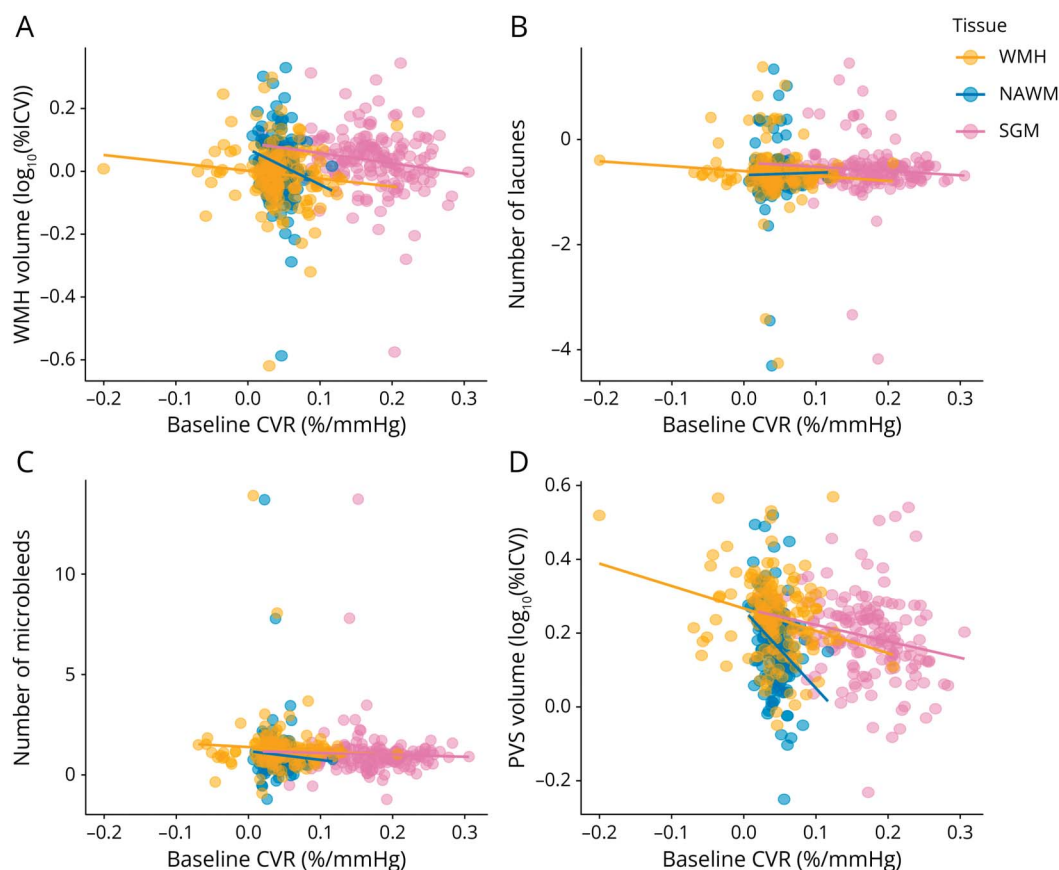 A
WMH volume (log10(%ICV))
0.2
0.0
–0.2
–0.4
–0.6
–0.2 –0.1 0.0 0.1 0.2 0.3
Baseline CVR (%/mmHg)
B
Number of lacunes
0
–2
–4
–0.2 –0.1 0.0 0.1 0.2 0.3
Baseline CVR (%/mmHg)
Tissue
WMH
NAWM
SGM
C
Number of microbleeds
10
5
0
–0.2 –0.1 0.0 0.1 0.2 0.3
Baseline CVR (%/mmHg)
D
PVS volume (log10(%ICV))
0.6
0.4
0.2
0.0
–0.2
–0.2 –0.1 0.0 0.1 0.2 0.3
Baseline CVR (%/mmHg)